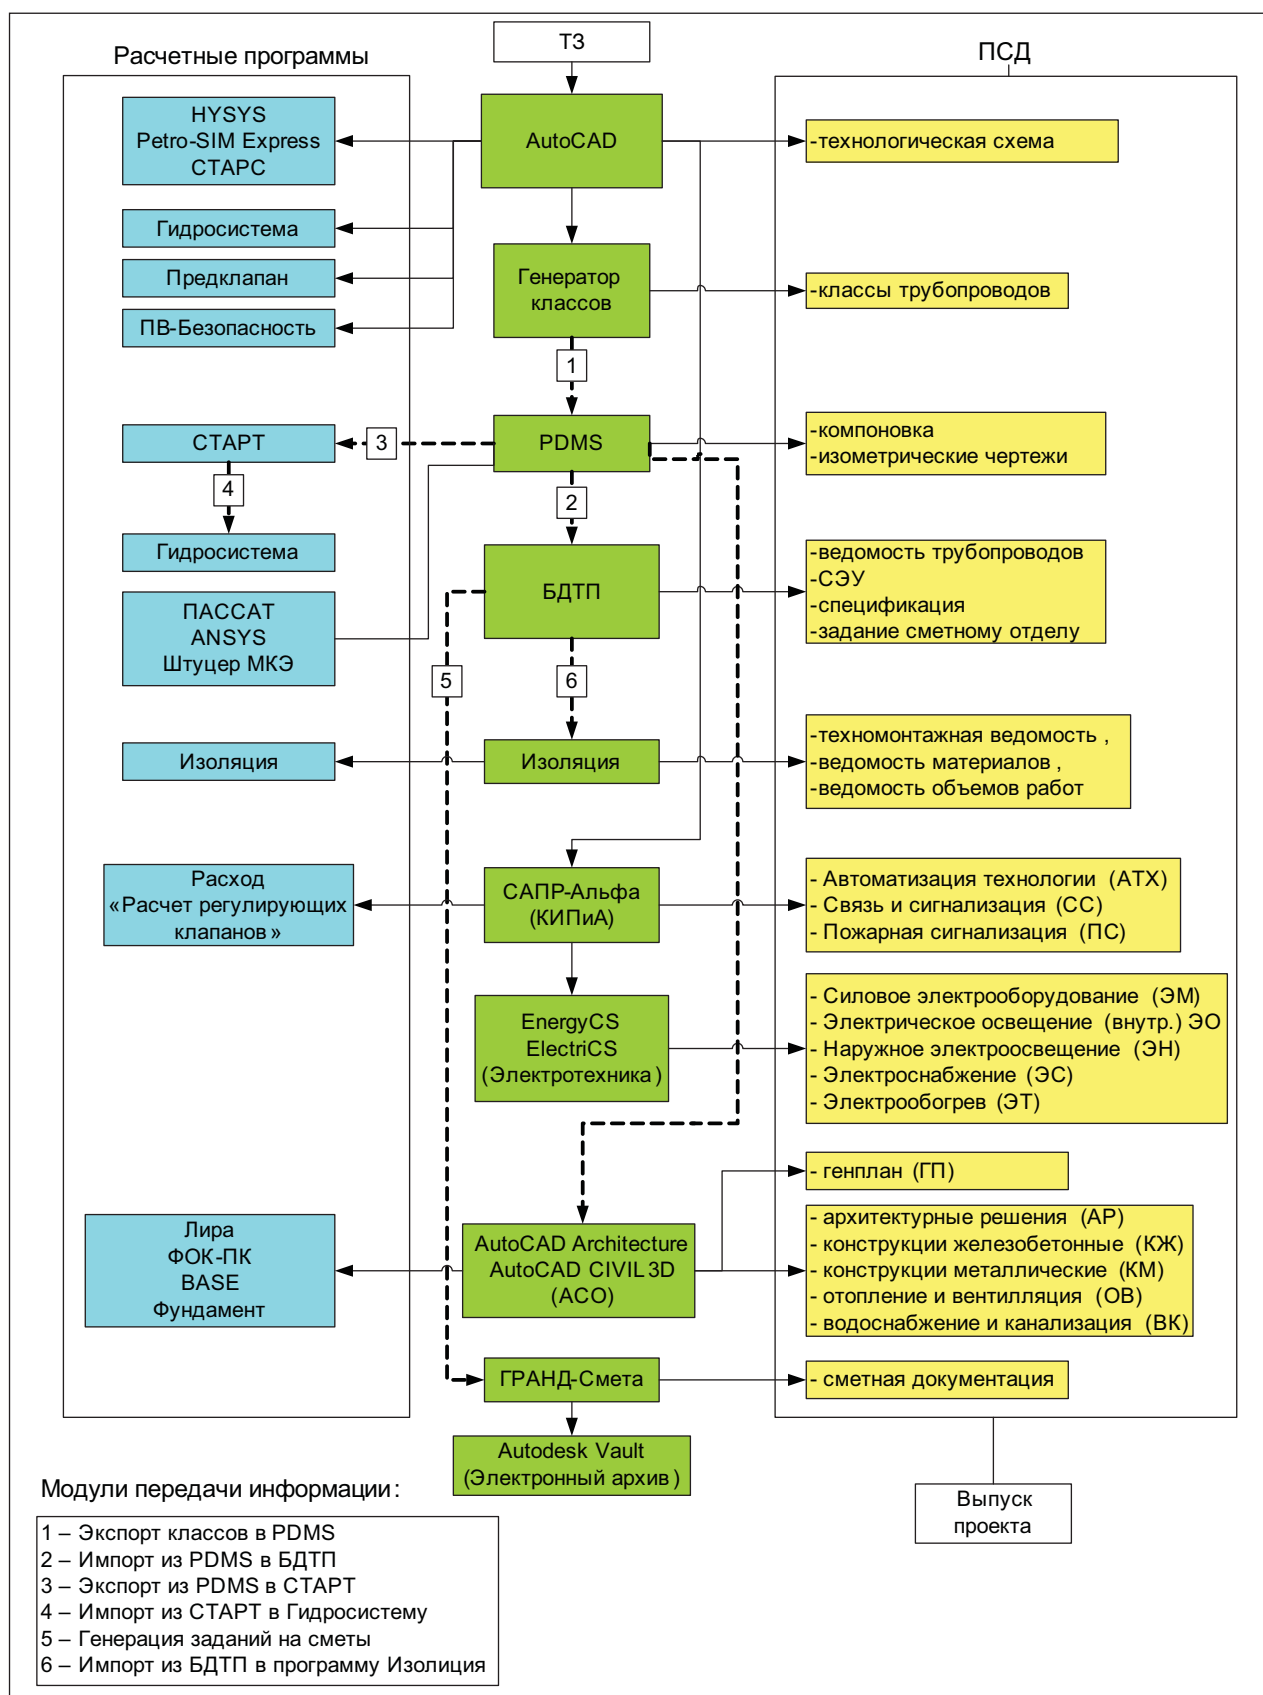 ТЗ
Расчетные программы
ПСД
HYSYS
Petro-SIM Express
СТАРС
AutoCAD
-технологическая схема
Гидросистема
Предклапан
ПВ-Безопасность
Генератор
классов
-классы трубопроводов
1
СТАРТ
3
PDMS
-компоновка
-изометрические чертежи
4
2
Гидросистема
БДТП
-ведомость трубопроводов
-СЭУ
-спецификация
-задание сметному отделу
ПАССАТ
ANSYS
Штуцер МКЭ
5
6
Изоляция
Изоляция
-техномонтажная ведомость ,
-ведомость материалов ,
-ведомость объемов работ
Расход
«Расчет регулирующих
клапанов»
САПР-Альфа
(КИПиА)
- Автоматизация технологии (АТХ)
- Связь и сигнализация (СС)
- Пожарная сигнализация (ПС)
EnergyCS
ElectriCS
(Электротехника)
- Силовое электрооборудование (ЭМ)
- Электрическое освещение (внутр.) ЭО
- Наружное электроосвещение (ЭН)
- Электроснабжение (ЭС)
- Электрообогрев (ЭТ)
- генплан (ГП)
Лира
ФОК-ПК
BASE
Фундамент
AutoCAD Architecture
AutoCAD CIVIL 3D
(АСО)
- архитектурные решения (АР)
- конструкции железобетонные (КЖ)
- конструкции металлические (КМ)
- отопление и вентилляция (ОВ)
- водоснабжение и канализация (ВК)
ГРАНД-Смета
- сметная документация
Autodesk Vault
(Электронный архив)
Выпуск
проекта
Модули передачи информации:
1 – Экспорт классов в PDMS
2 – Импорт из PDMS в БДТП
3 – Экспорт из PDMS в СТАРТ
4 – Импорт из СТАРТ в Гидросистему
5 – Генерация заданий на сметы
6 – Импорт из БДТП в программу Изолиция